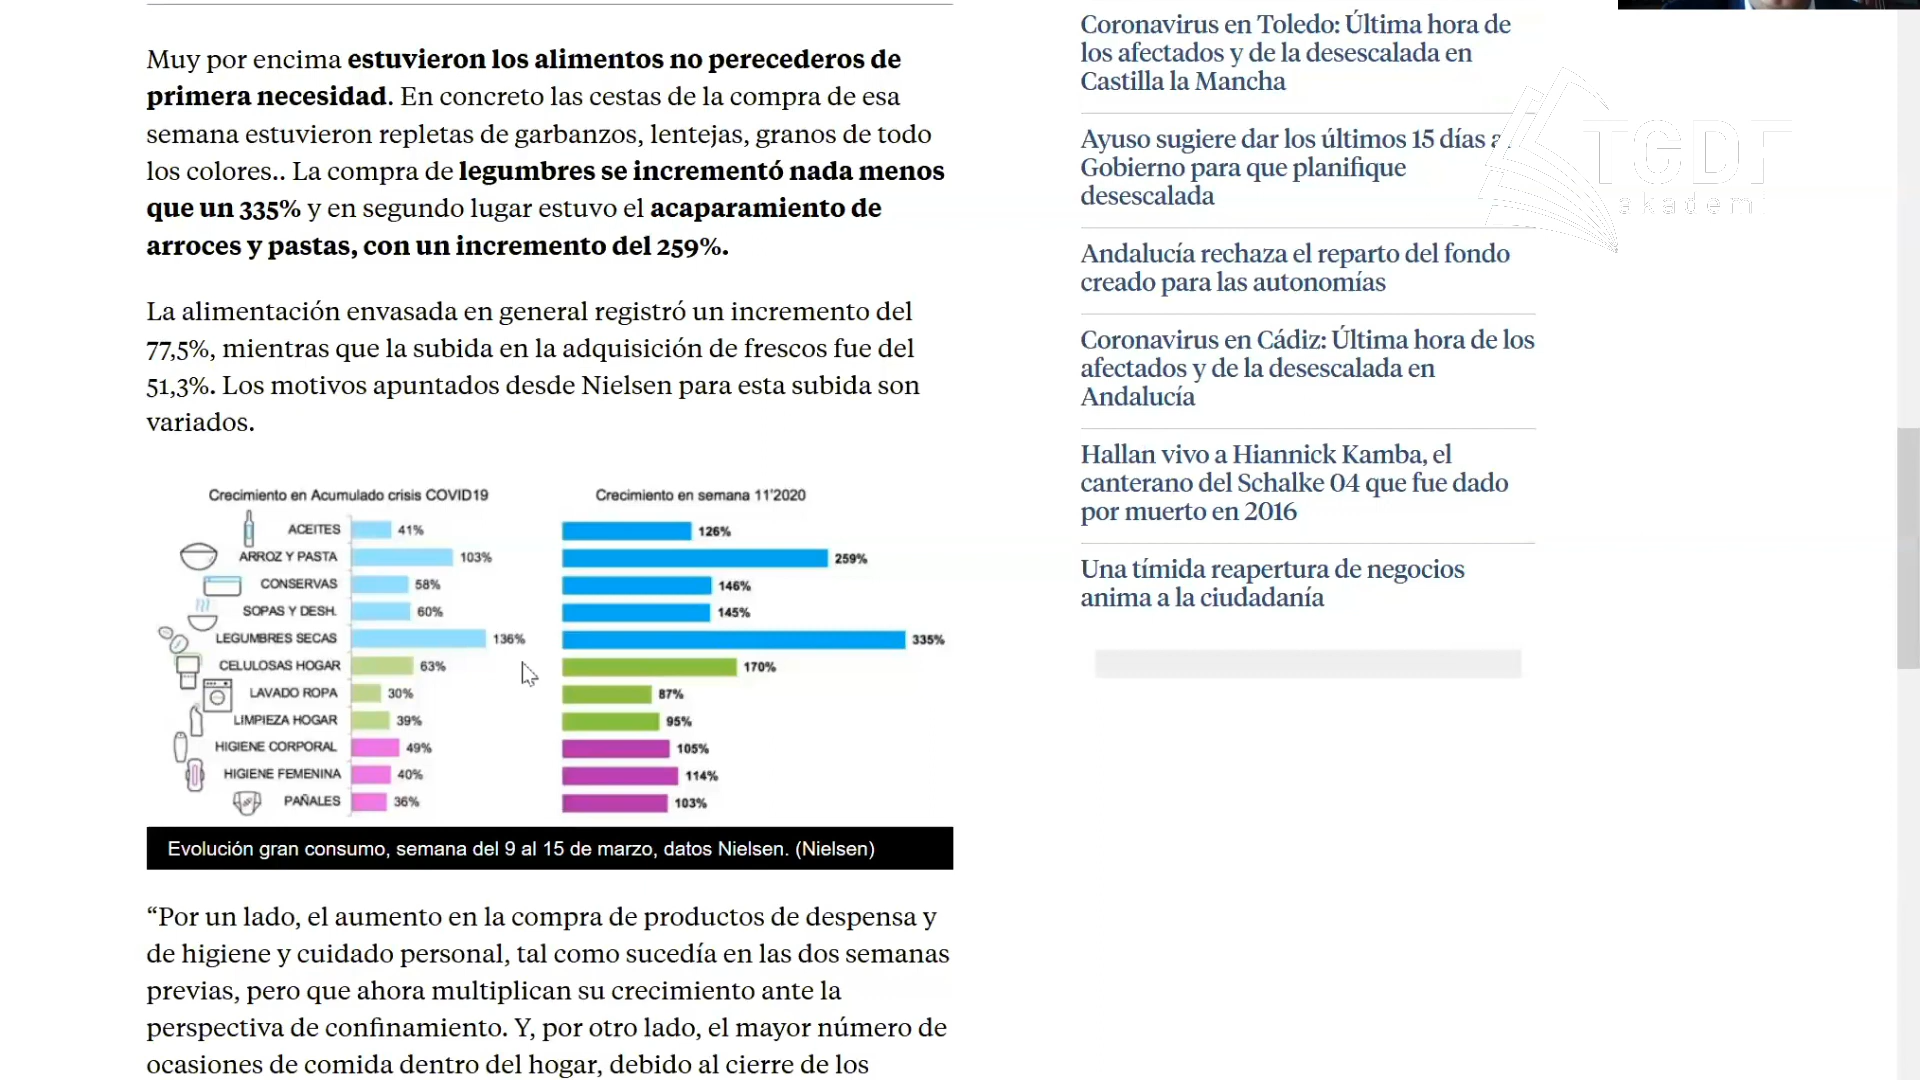 Muy por encima estuvieron los alimentos no perecederos de
primera necesidad. En concreto las cestas de la compra de esa
semana estuvieron repletas de garbanzos, lentejas, granos de todo
los colores.. La compra de legumbres se incrementó nada menos
que un 335% y en segundo lugar estuvo el acaparamiento de
arroces y pastas, con un incremento del 259%.
La alimentación envasada en general registró un incremento del
77,5%, mientras que la subida en la adquisición de frescos fue del
51,3%. Los motivos apuntados desde Nielsen para esta subida son
variados.
Crecimiento en Acumulado crisis COVID19
Crecimiento en semana 11'2020
ACEITES 41% 126%
ARROZ Y PASTA 103% 259%
CONSERVAS 58% 146%
SOPAS Y DESH. 60% 145%
LEGUMBRES SECAS 136% 335%
CELULOSAS HOGAR 63% 170%
LAVADO ROPA 30% 87%
LIMPIEZA HOGAR 39% 95%
HIGIENE CORPORAL 49% 105%
HIGIENE FEMENINA 40% 114%
PAÑALES 36% 103%
Evolución gran consumo, semana del 9 al 15 de marzo, datos Nielsen. (Nielsen)
“Por un lado, el aumento en la compra de productos de despensa y
de higiene y cuidado personal, tal como sucedía en las dos semanas
previas, pero que ahora multiplican su crecimiento ante la
perspectiva de confinamiento. Y, por otro lado, el mayor número de
ocasiones de comida dentro del hogar, debido al cierre de los
Coronavirus en Toledo: Última hora de
los afectados y de la desescalada en
Castilla la Mancha
Ayuso sugiere dar los últimos 15 días a
Gobierno para que planifique
desescalada
Andalucía rechaza el reparto del fondo
creado para las autonomías
Coronavirus en Cádiz: Última hora de los
afectados y de la desescalada en
Andalucía
Hallan vivo a Hiannick Kamba, el
canterano del Schalke 04 que fue dado
por muerto en 2016
Una tímida reapertura de negocios
anima a la ciudadanía